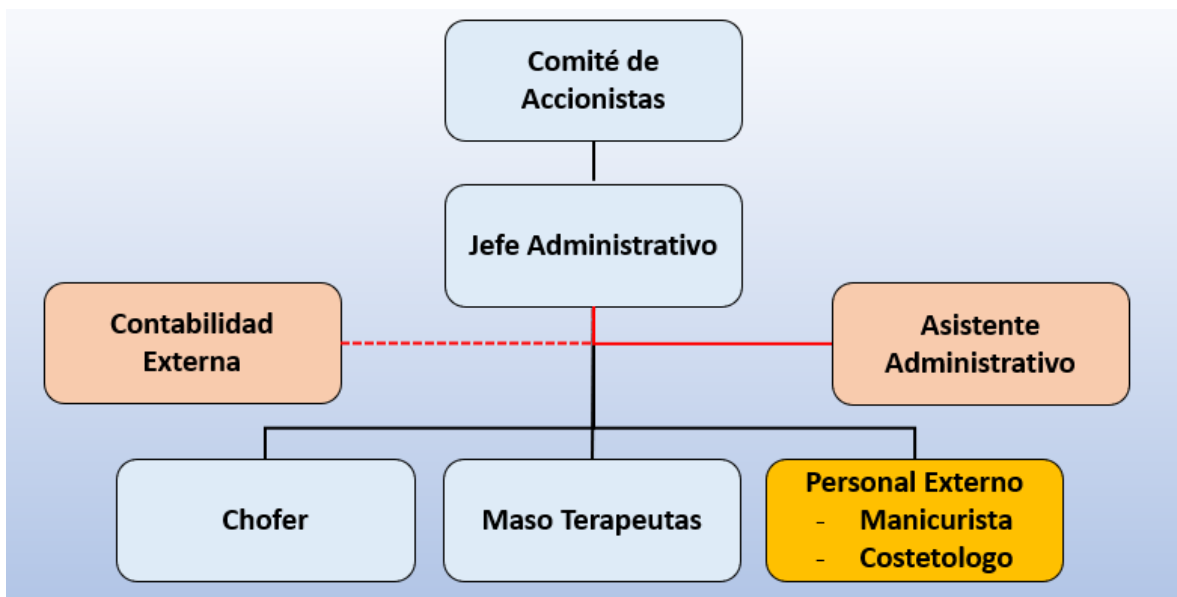 Comité de
Accionistas
Jefe Administrativo
Contabilidad
Externa
Asistente
Administrativo
Chofer
Maso Terapeutas
Personal Externo
- Manicurista
- Costetologo